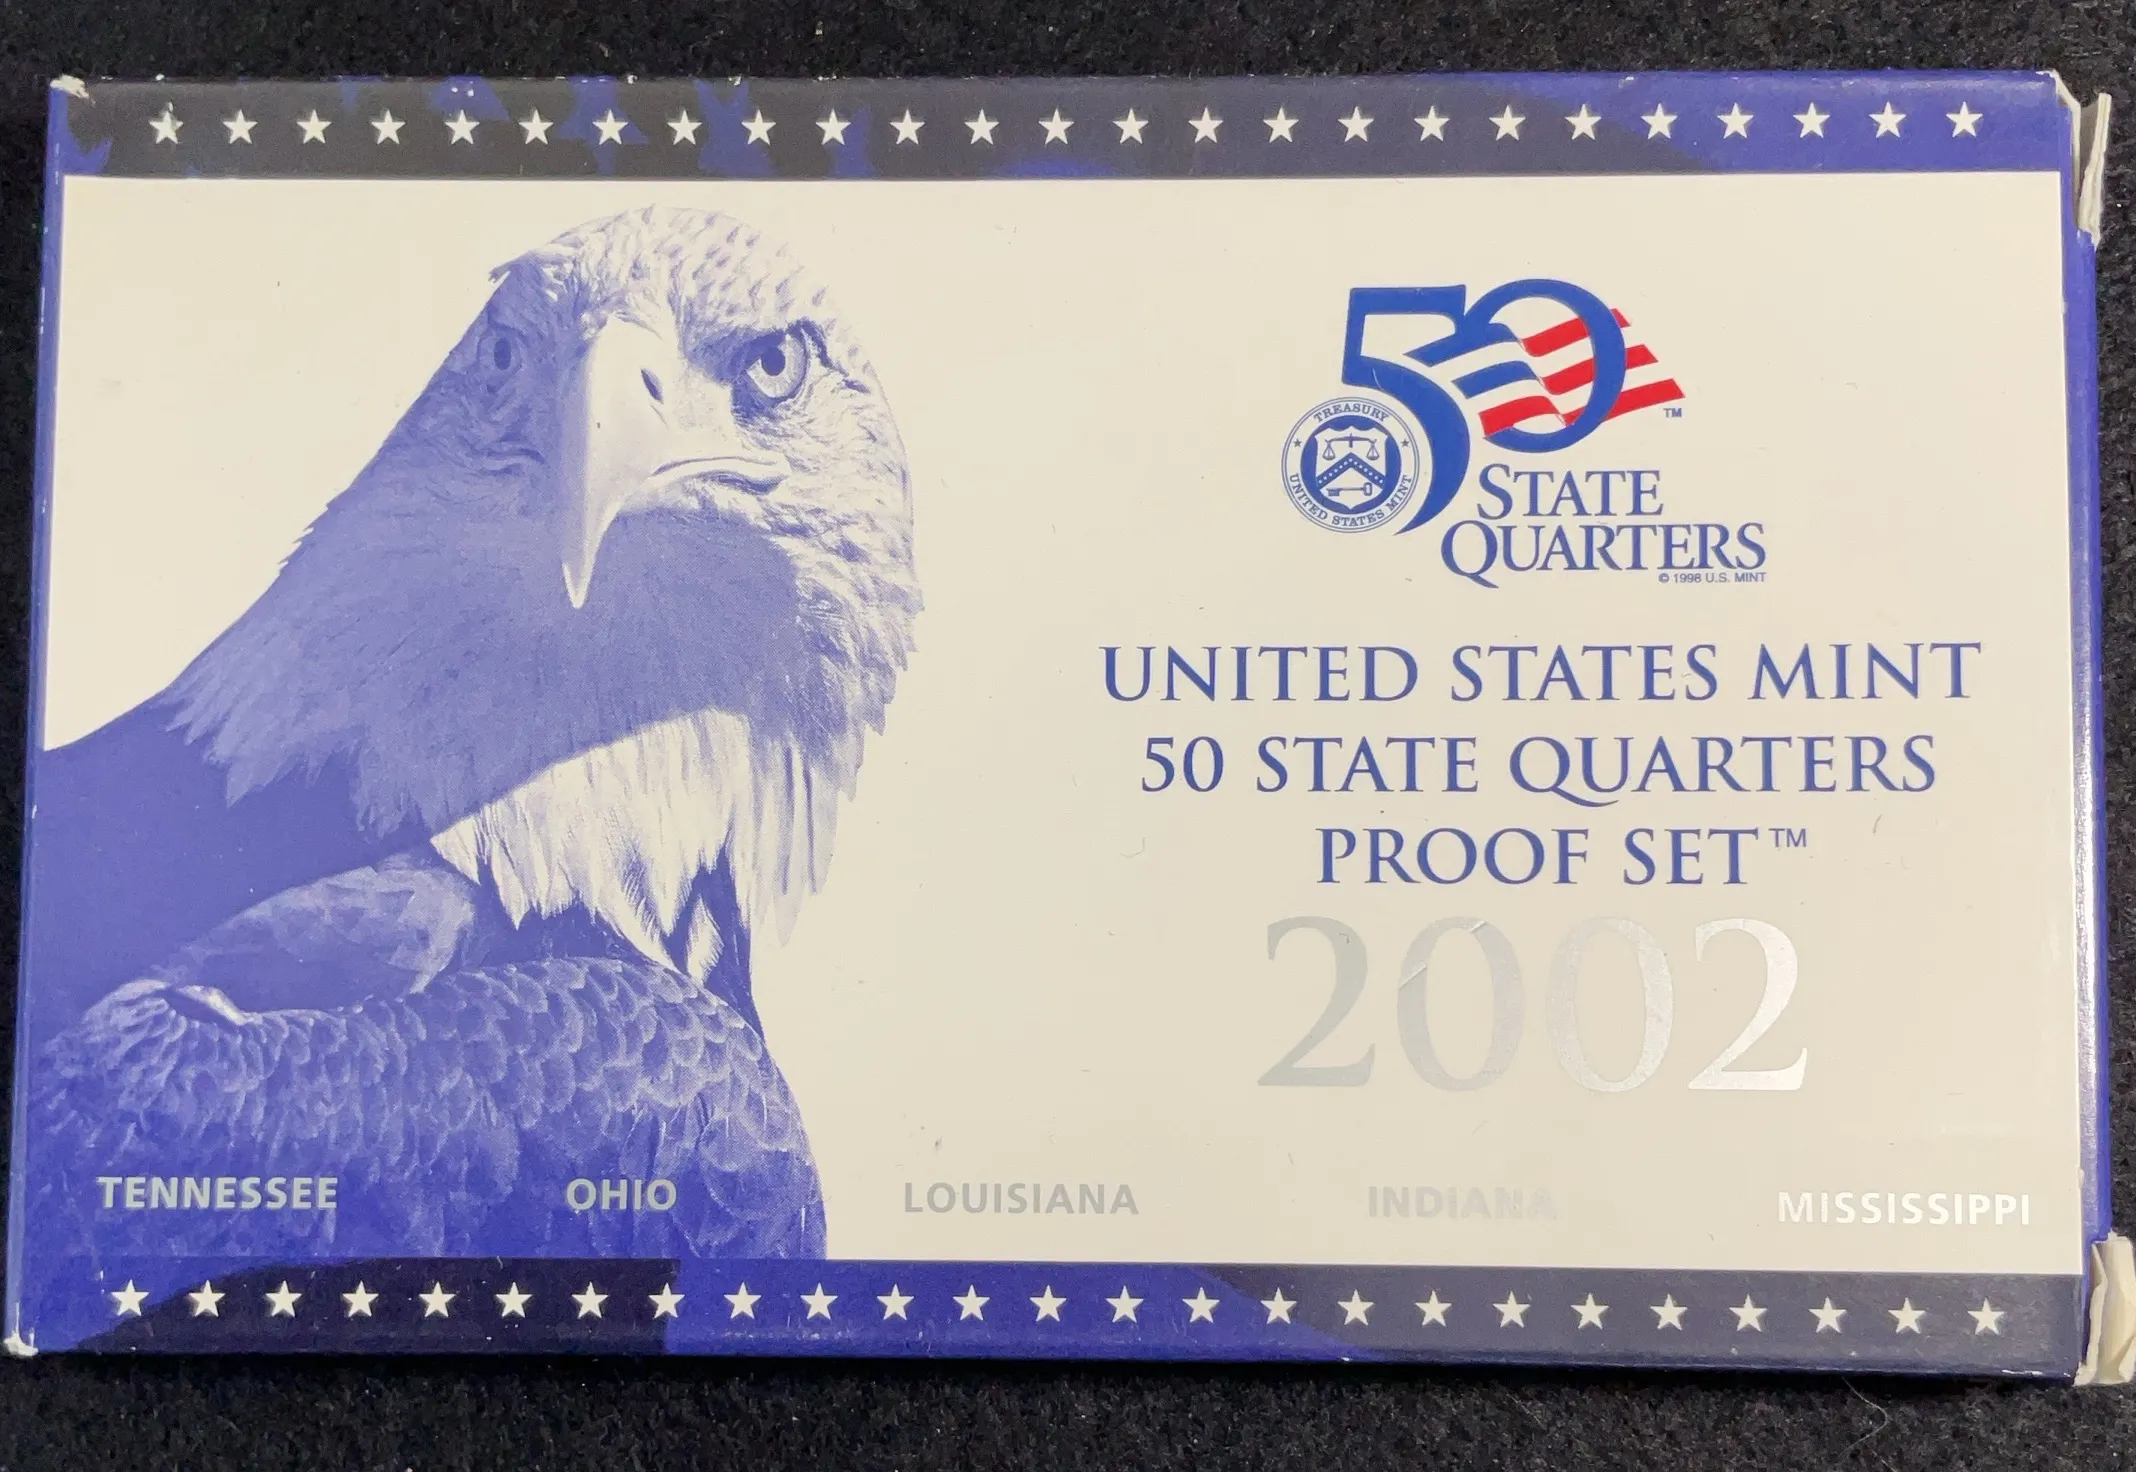 50
TM
TREASURY
UNITED STATES MINT
STATE
QUARTERS
© 1998 U.S. MINT
UNITED STATES MINT
50 STATE QUARTERS
PROOF SET™
2002
TENNESSEE OHIO LOUISIANA INDIANA MISSISSIPPI